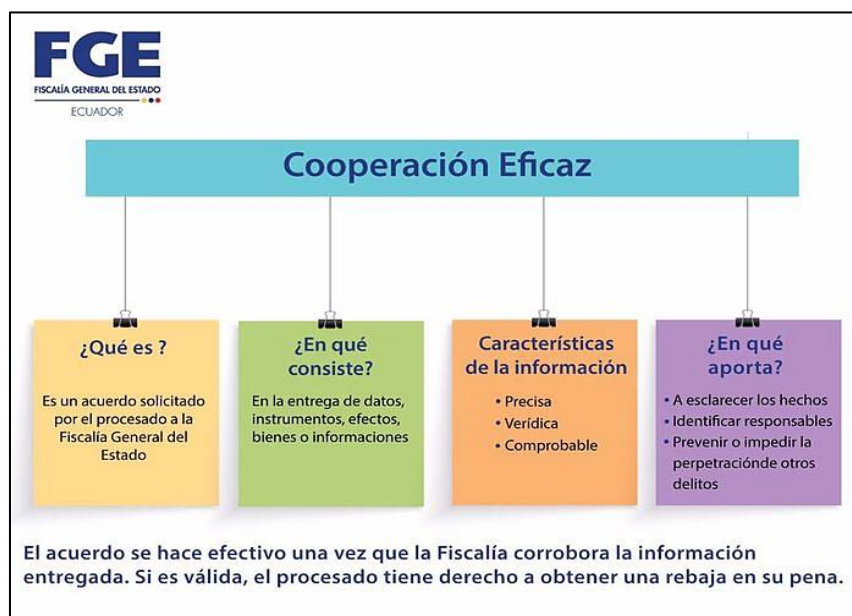 FGE
FISCALÍA GENERAL DEL ESTADO
ECUADOR
Cooperación Eficaz
¿Qué es ?
Es un acuerdo solicitado
por el procesado a la
Fiscalía General del
Estado
¿En qué
consiste?
En la entrega de datos,
instrumentos, efectos,
bienes o informaciones
Características
de la información
• Precisa
• Verídica
• Comprobable
¿En qué
aporta?
• A esclarecer los hechos
• Identificar responsables
• Prevenir o impedir la
perpetraciónde otros
delitos
El acuerdo se hace efectivo una vez que la Fiscalía corrobora la información
entregada. Si es válida, el procesado tiene derecho a obtener una rebaja en su pena.